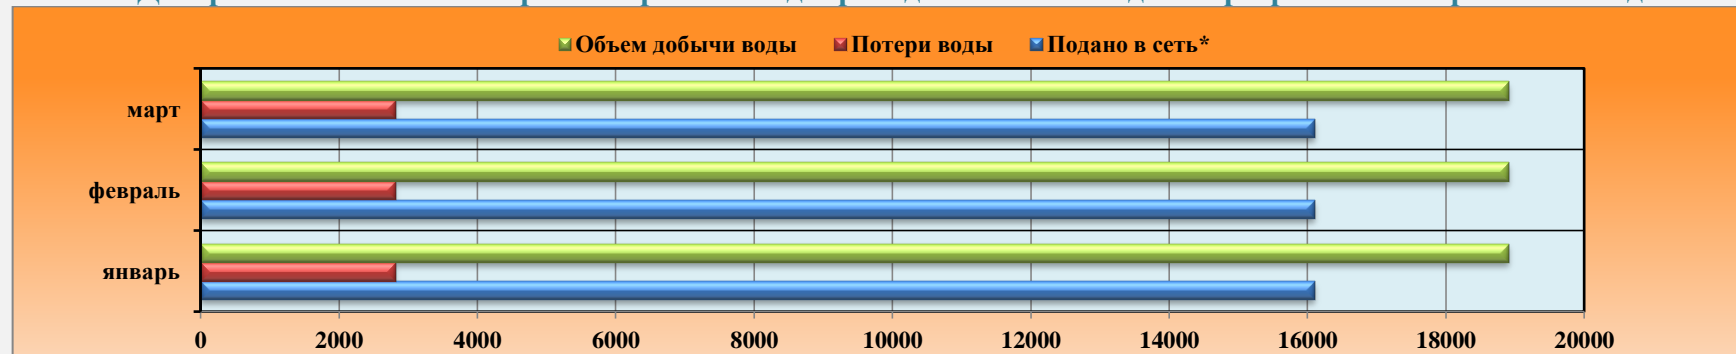 Объем добычи воды Потери воды Подано в сеть*
март
февраль
январь
0 2000 4000 6000 8000 10000 12000 14000 16000 18000 20000